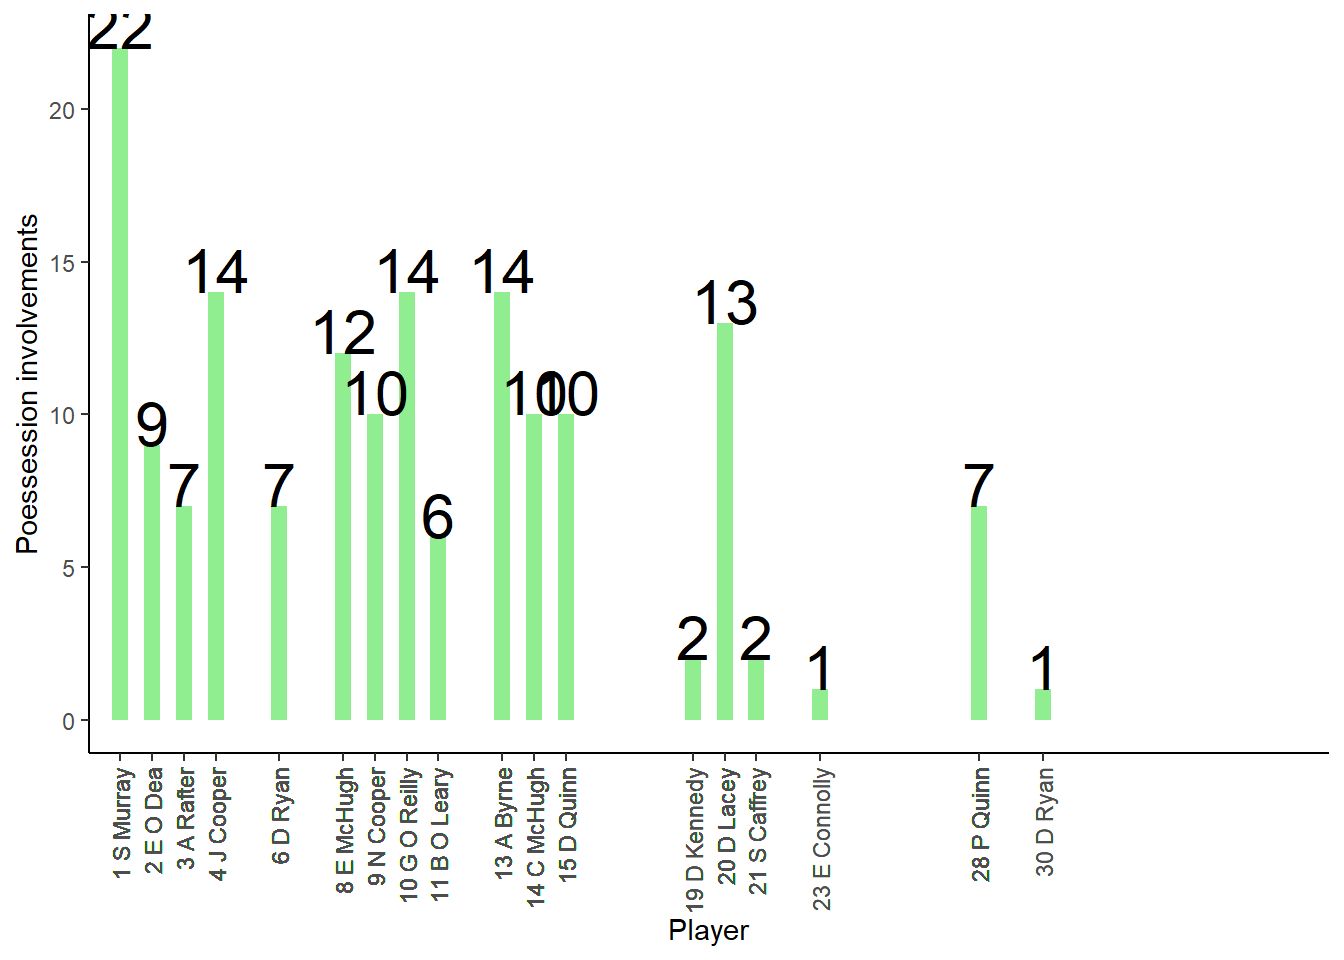 Poessession involvements
20
15
10
5
0
22
9
7
14
7
12
10
14
6
14
10
10
2
13
2
1
7
1
1 S Murray
2 E O Dea
3 A Rafter
4 J Cooper
6 D Ryan
8 E McHugh
9 N Cooper
10 G O Reilly
11 B O Leary
13 A Byrne
14 C McHugh
15 D Quinn
19 D Kennedy
20 D Lacey
21 S Caffrey
23 E Connolly
28 P Quinn
30 D Ryan
Player